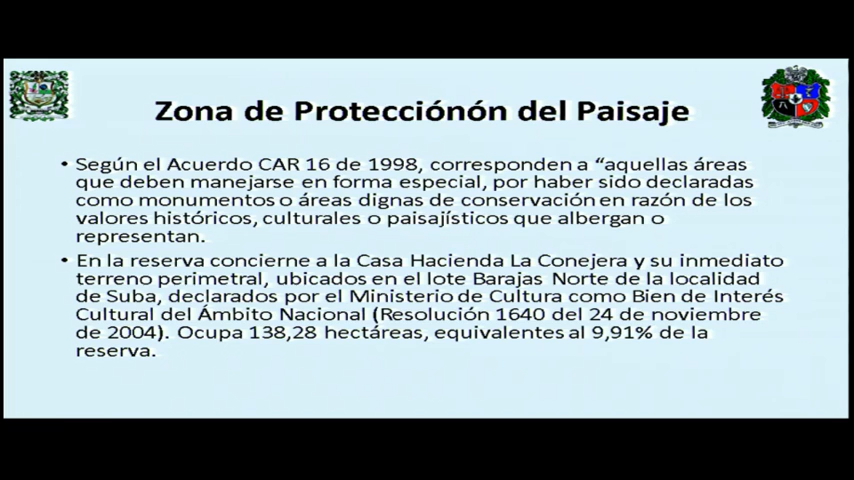 Zona de Protecciónón del Paisaje
• Según el Acuerdo CAR 16 de 1998, corresponden a “aquellas áreas
que deben manejarse en forma especial, por haber sido declaradas
como monumentos o áreas dignas de conservación en razón de los
valores históricos, culturales o paisajísticos que albergan o
representan.
• En la reserva concierne a la Casa Hacienda La Conejera y su inmediato
terreno perimetral, ubicados en el lote Barajas Norte de la localidad
de Suba, declarados por el Ministerio de Cultura como Bien de Interés
Cultural del Ámbito Nacional (Resolución 1640 del 24 de noviembre
de 2004). Ocupa 138,28 hectáreas, equivalentes al 9,91% de la
reserva.